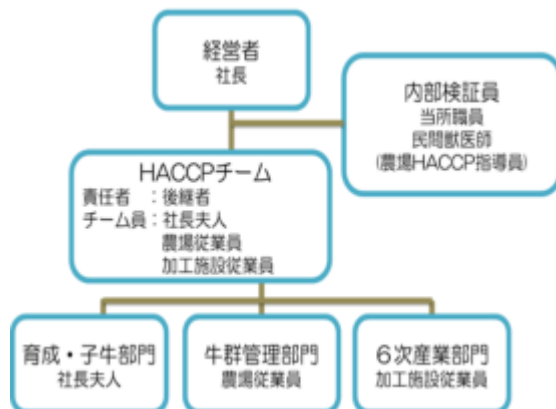 経営者
社長
内部検証員
当所職員
民間獣医師
(農場HACCP指導員)
HACCPチーム
責任者　：後継者
チーム員：社長夫人
農場従業員
加工施設従業員
育成・子牛部門
社長夫人
牛群管理部門
農場従業員
6次産業部門
加工施設従業員